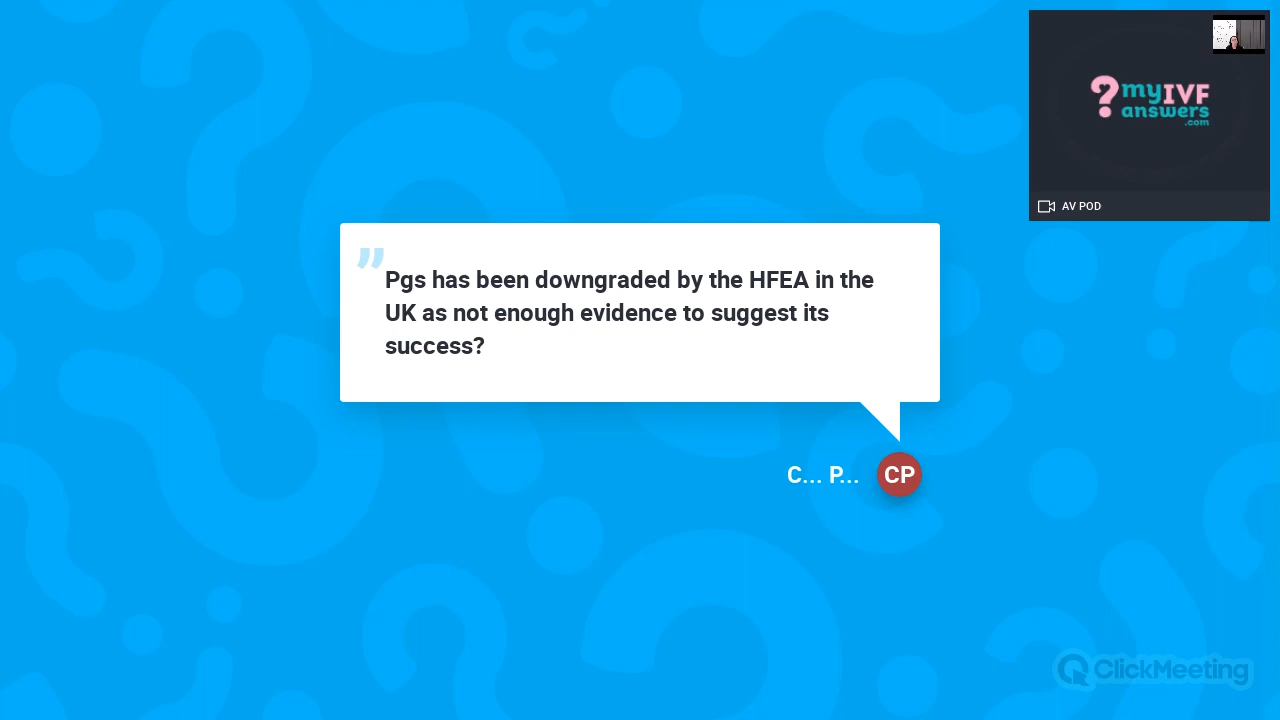 ?myIVF
answers
.com
AV POD
”
Pgs has been downgraded by the HFEA in the
UK as not enough evidence to suggest its
success?
C... P... CP
ClickMeeting